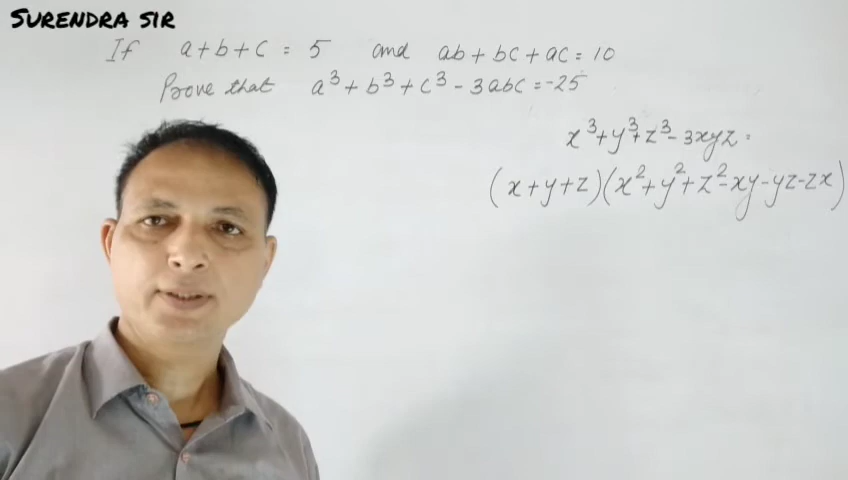 SURENDRA SIR
If a+b+c = 5 and ab+bc+ac=10
Prove that a³+b³+c³-3abc=-25
x³+y³+z³-3xyz=
(x+y+z)(x²+y²+z²-xy-yz-zx)